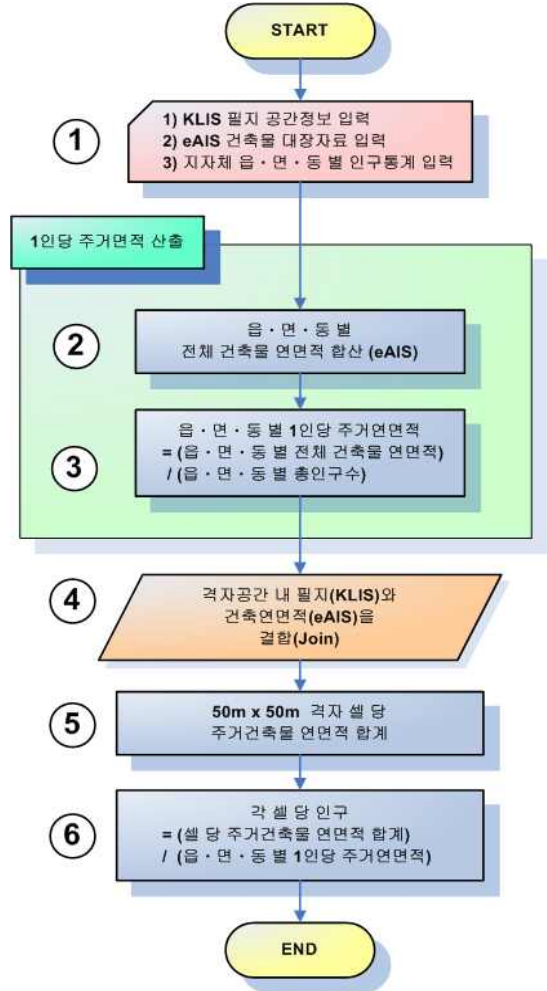 START
①
1) KLIS 필지 공간정보 입력
2) eAIS 건축물 대장자료 입력
3) 지자체 읍・면・동 별 인구통계 입력
1인당 주거면적 산출
②
읍・면・동 별
전체 건축물 연면적 합산 (eAIS)
③
읍・면・동 별 1인당 주거연면적
= (읍・면・동 별 전체 건축물 연면적)
/ (읍・면・동 별 총인구수)
④
격자공간 내 필지(KLIS)와
건축연면적(eAIS)을
결합(Join)
⑤
50m x 50m 격자 셀 당
주거건축물 연면적 합계
⑥
각 셀 당 인구
= (셀 당 주거건축물 연면적 합계)
/ (읍・면・동 별 1인당 주거연면적)
END